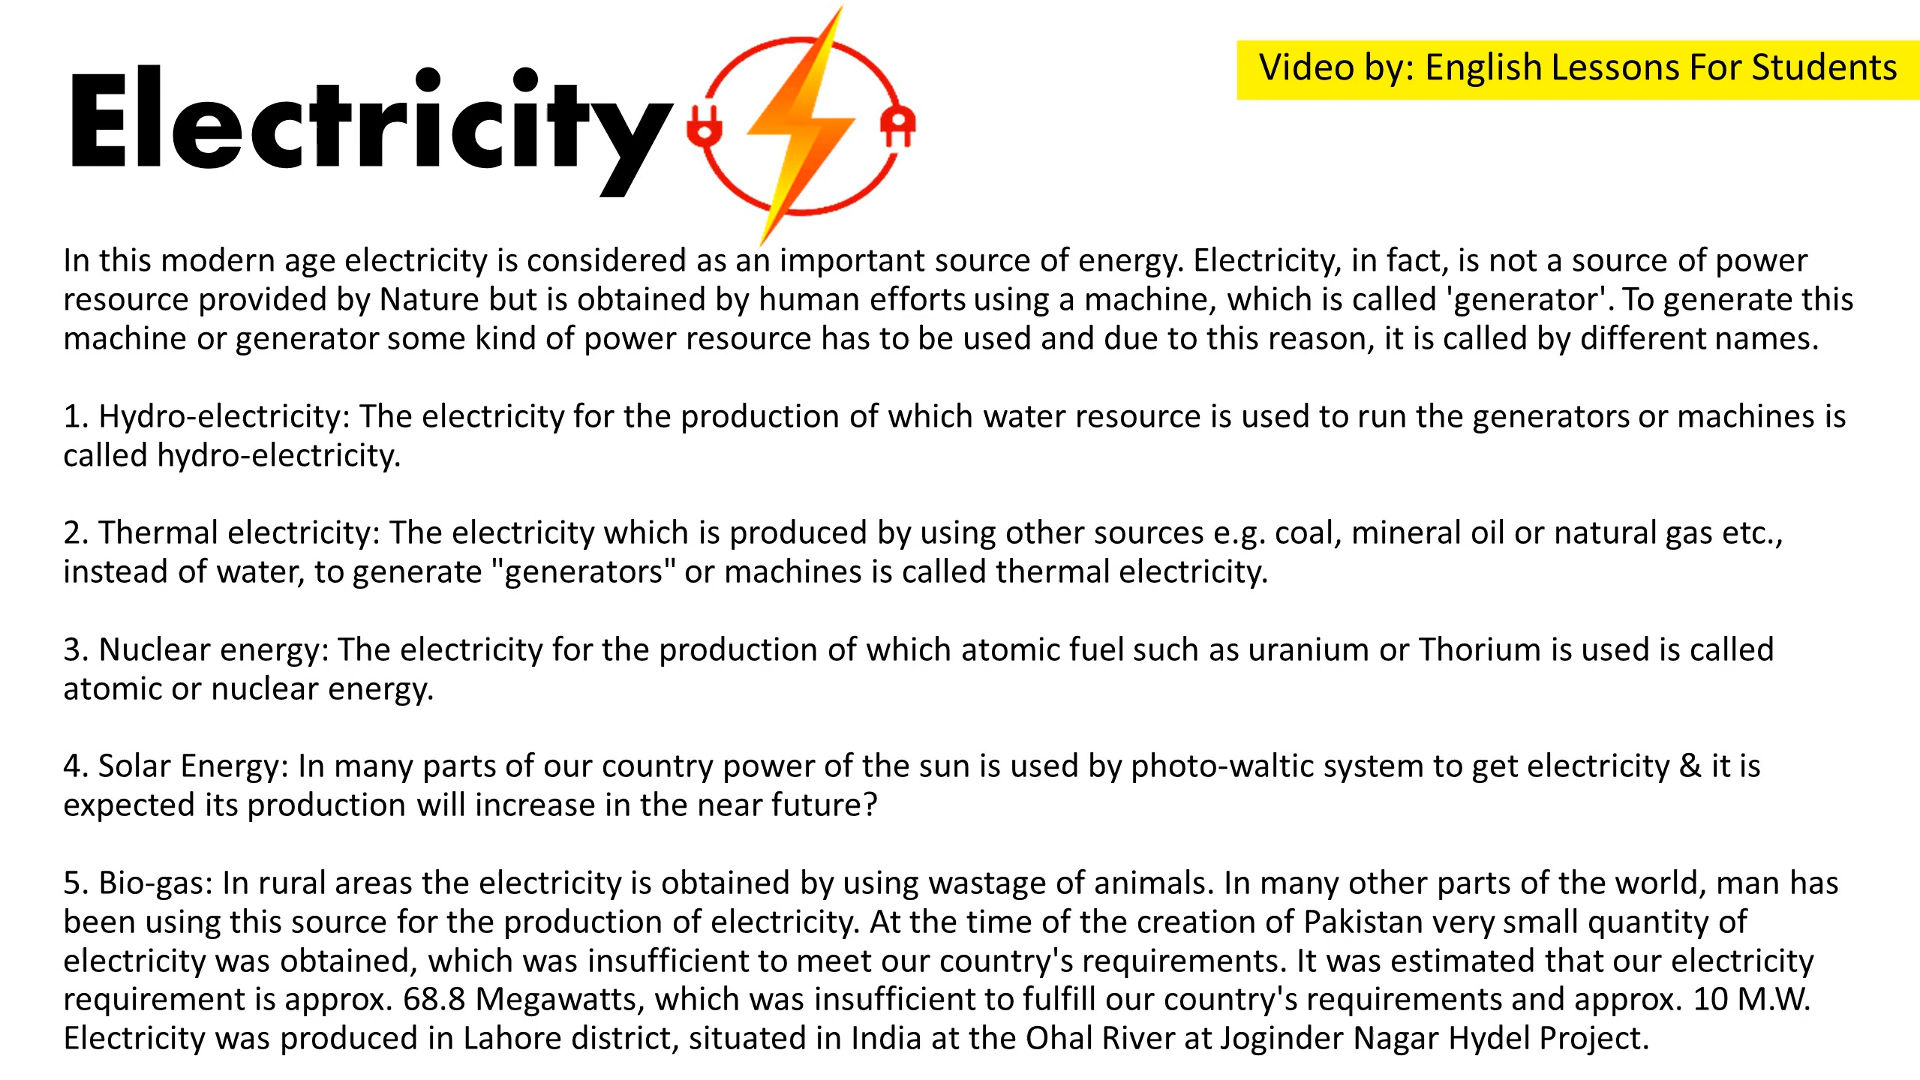 Electricity
Video by: English Lessons For Students
In this modern age electricity is considered as an important source of energy. Electricity, in fact, is not a source of power
resource provided by Nature but is obtained by human efforts using a machine, which is called 'generator'. To generate this
machine or generator some kind of power resource has to be used and due to this reason, it is called by different names.
1. Hydro-electricity: The electricity for the production of which water resource is used to run the generators or machines is
called hydro-electricity.
2. Thermal electricity: The electricity which is produced by using other sources e.g. coal, mineral oil or natural gas etc.,
instead of water, to generate "generators" or machines is called thermal electricity.
3. Nuclear energy: The electricity for the production of which atomic fuel such as uranium or Thorium is used is called
atomic or nuclear energy.
4. Solar Energy: In many parts of our country power of the sun is used by photo-waltic system to get electricity & it is
expected its production will increase in the near future?
5. Bio-gas: In rural areas the electricity is obtained by using wastage of animals. In many other parts of the world, man has
been using this source for the production of electricity. At the time of the creation of Pakistan very small quantity of
electricity was obtained, which was insufficient to meet our country's requirements. It was estimated that our electricity
requirement is approx. 68.8 Megawatts, which was insufficient to fulfill our country's requirements and approx. 10 M.W.
Electricity was produced in Lahore district, situated in India at the Ohal River at Joginder Nagar Hydel Project.